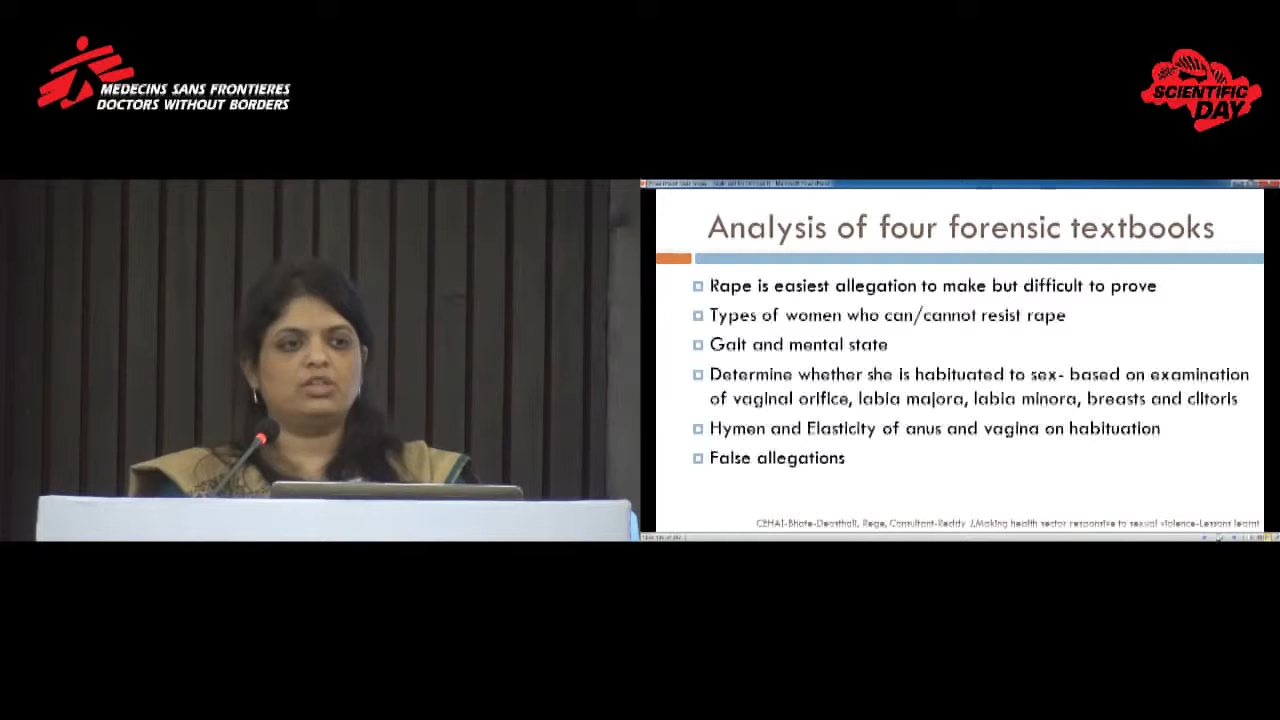 MEDECINS SANS FRONTIERES
DOCTORS WITHOUT BORDERS
SCIENTIFIC
DAY
Analysis of four forensic textbooks
Rape is easiest allegation to make but difficult to prove
Types of women who can/cannot resist rape
Gait and mental state
Determine whether she is habituated to sex- based on examination
of vaginal orifice, labia majora, labia minora, breasts and clitoris
Hymen and Elasticity of anus and vagina on habituation
False allegations
CEHAT-Bhate-Deosthali, Rege, Consultant-Reddy J,Making health sector responsive to sexual violence-Lessons learnt